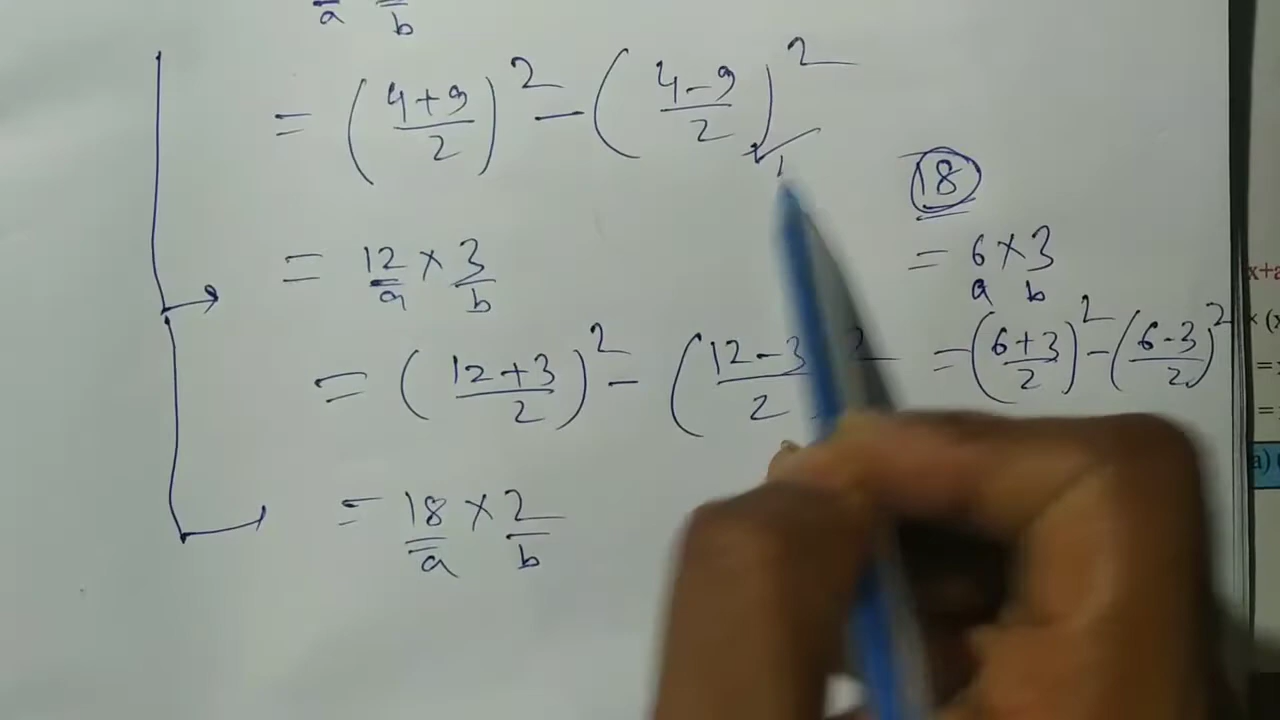 a b
= (4+9/2)² - (4-9/2)²
= 12 × 3
a b
= (12+3/2)² - (12-3/2)²
= 18 × 2
a b
18
= 6×3
a b
= (6+3/2)² - (6-3/2)²
x+a
× (x
=
=
a)